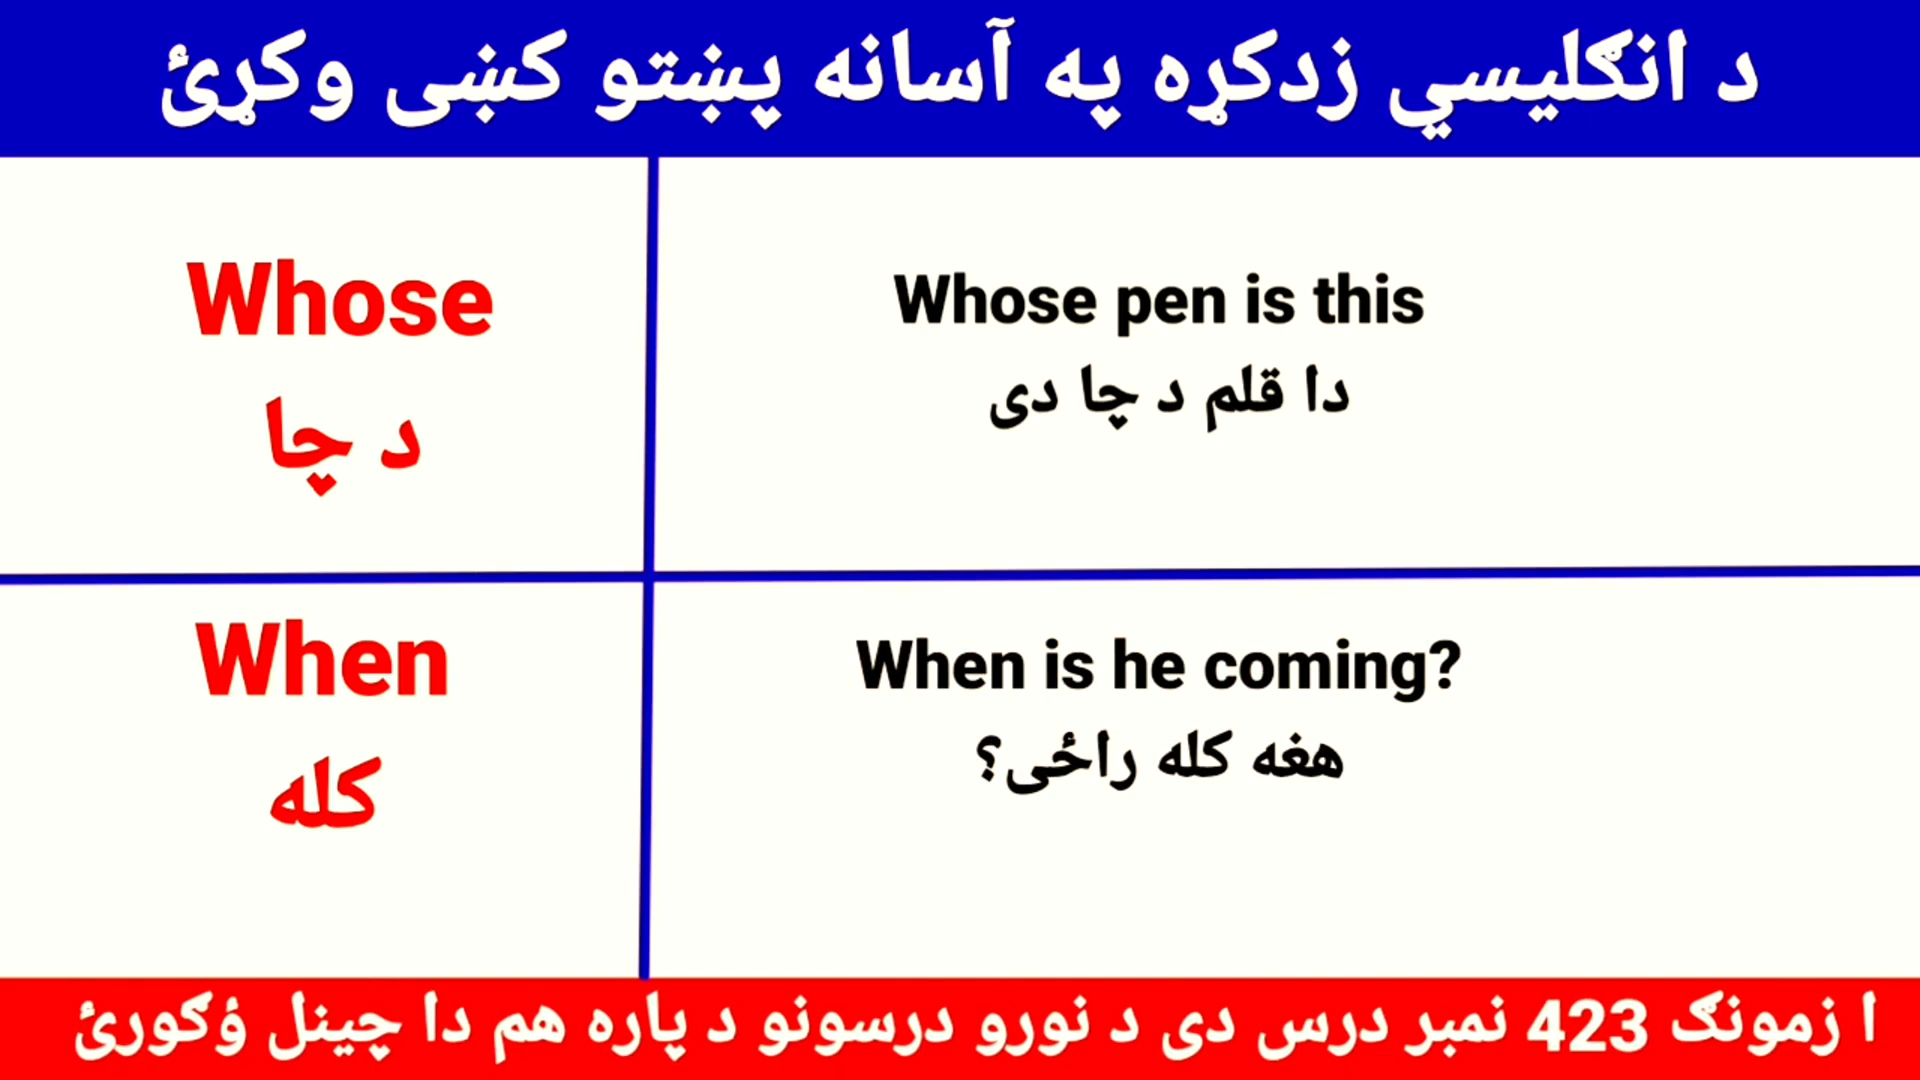 د انګلیسي زدکړه په آسانه پښتو کښی وکړئ
Whose
د چا
Whose pen is this
دا قلم د چا دی
When
کله
When is he coming?
هغه کله راځی؟
ا زمونګ 423 نمبر درس دی د نورو درسونو د پاره هم دا چینل ؤګورئ